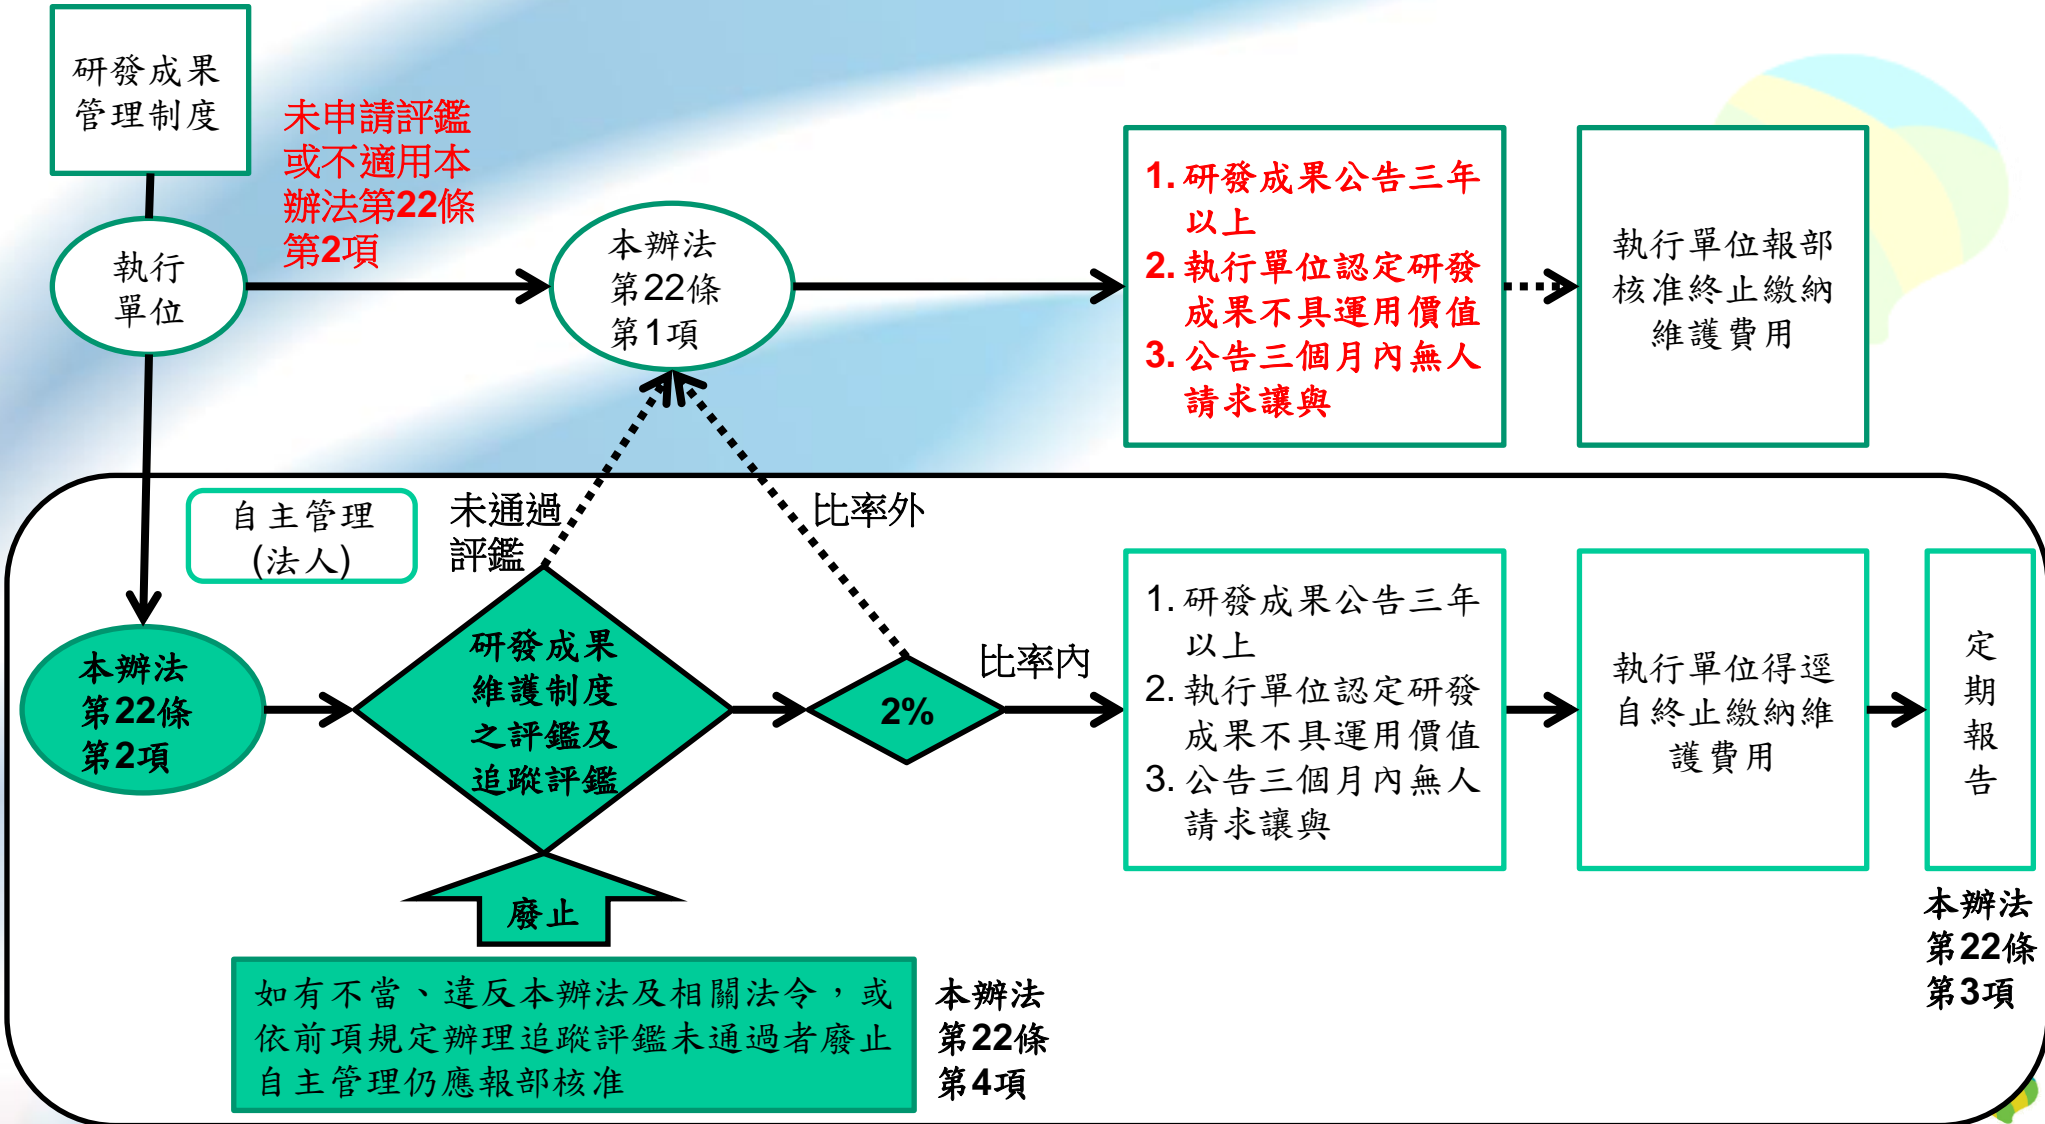 研發成果
管理制度
未申請評鑑
或不適用本
辦法第22條
第2項
執行
單位
本辦法
第22條
第1項
1. 研發成果公告三年
以上
2. 執行單位認定研發
成果不具運用價值
3. 公告三個月內無人
請求讓與
執行單位報部
核准終止繳納
維護費用
自主管理
(法人)
未通過
評鑑
比率外
本辦法
第22條
第2項
研發成果
維護制度
之評鑑及
追蹤評鑑
2%
比率內
1. 研發成果公告三年
以上
2. 執行單位認定研發
成果不具運用價值
3. 公告三個月內無人
請求讓與
執行單位得逕
自終止繳納維
護費用
定
期
報
告
本辦法
第22條
第3項
廢止
如有不當、違反本辦法及相關法令，或
依前項規定辦理追蹤評鑑未通過者廢止
自主管理仍應報部核准
本辦法
第22條
第4項